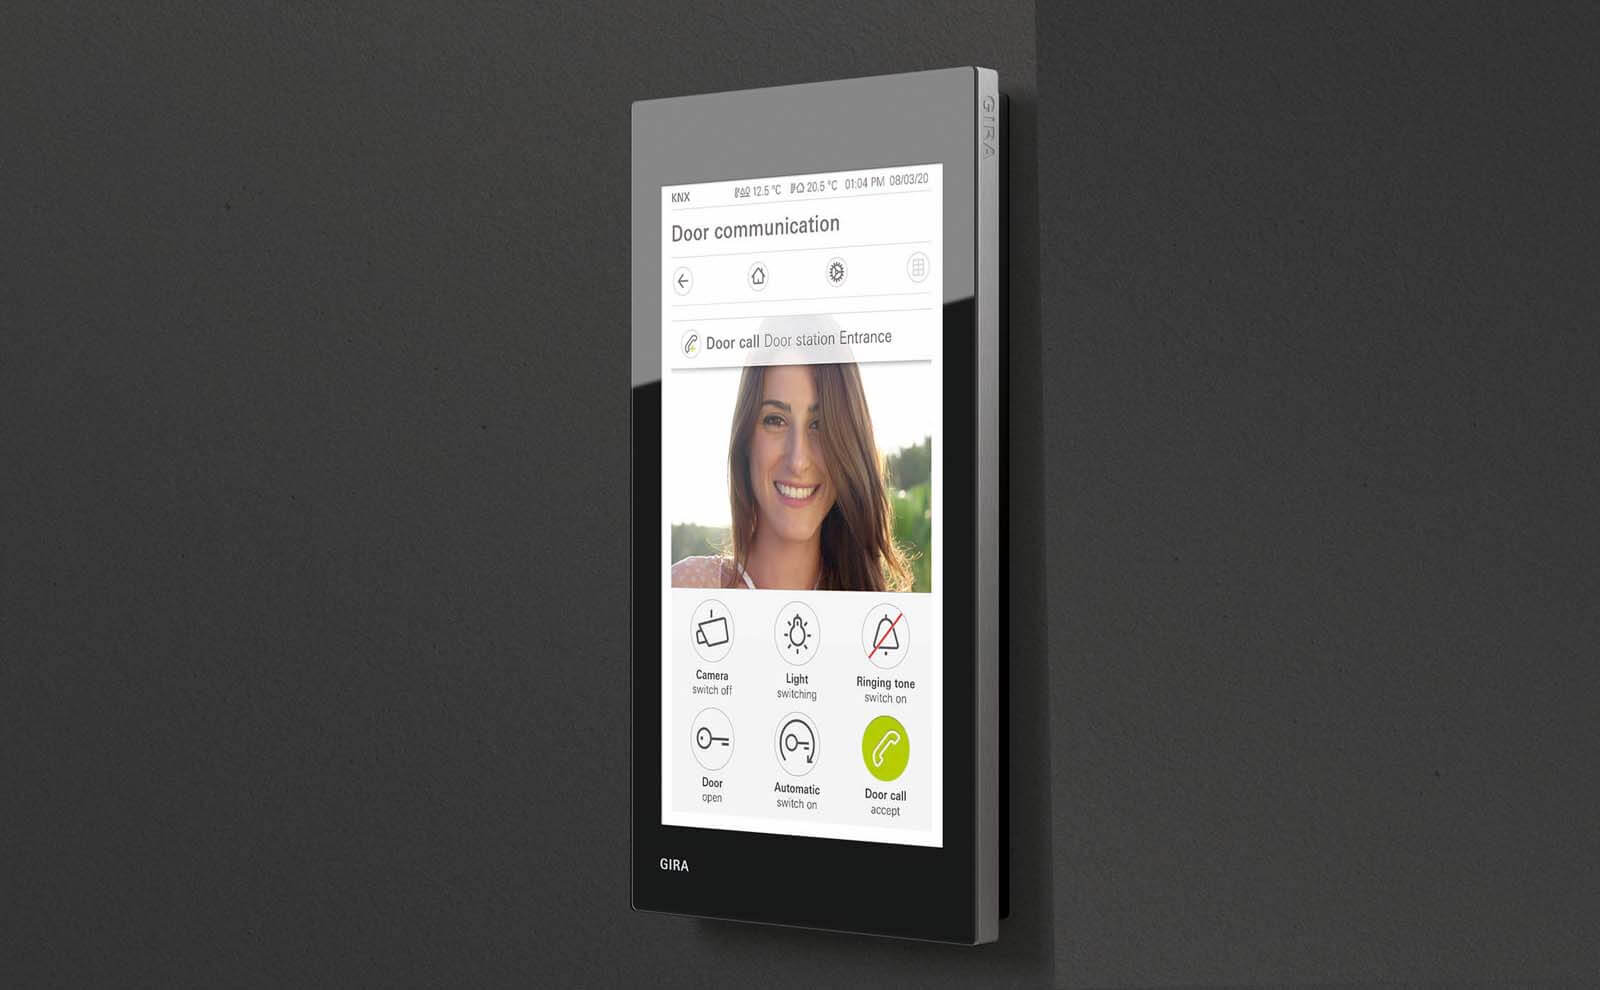 GIRA
KNX 12.5 °C 20.5 °C 01:04 PM 08/03/20
Door communication
Door call Door station Entrance
Camera
switch off
Light
switching
Ringing tone
switch on
Door
open
Automatic
switch on
Door call
accept
GIRA